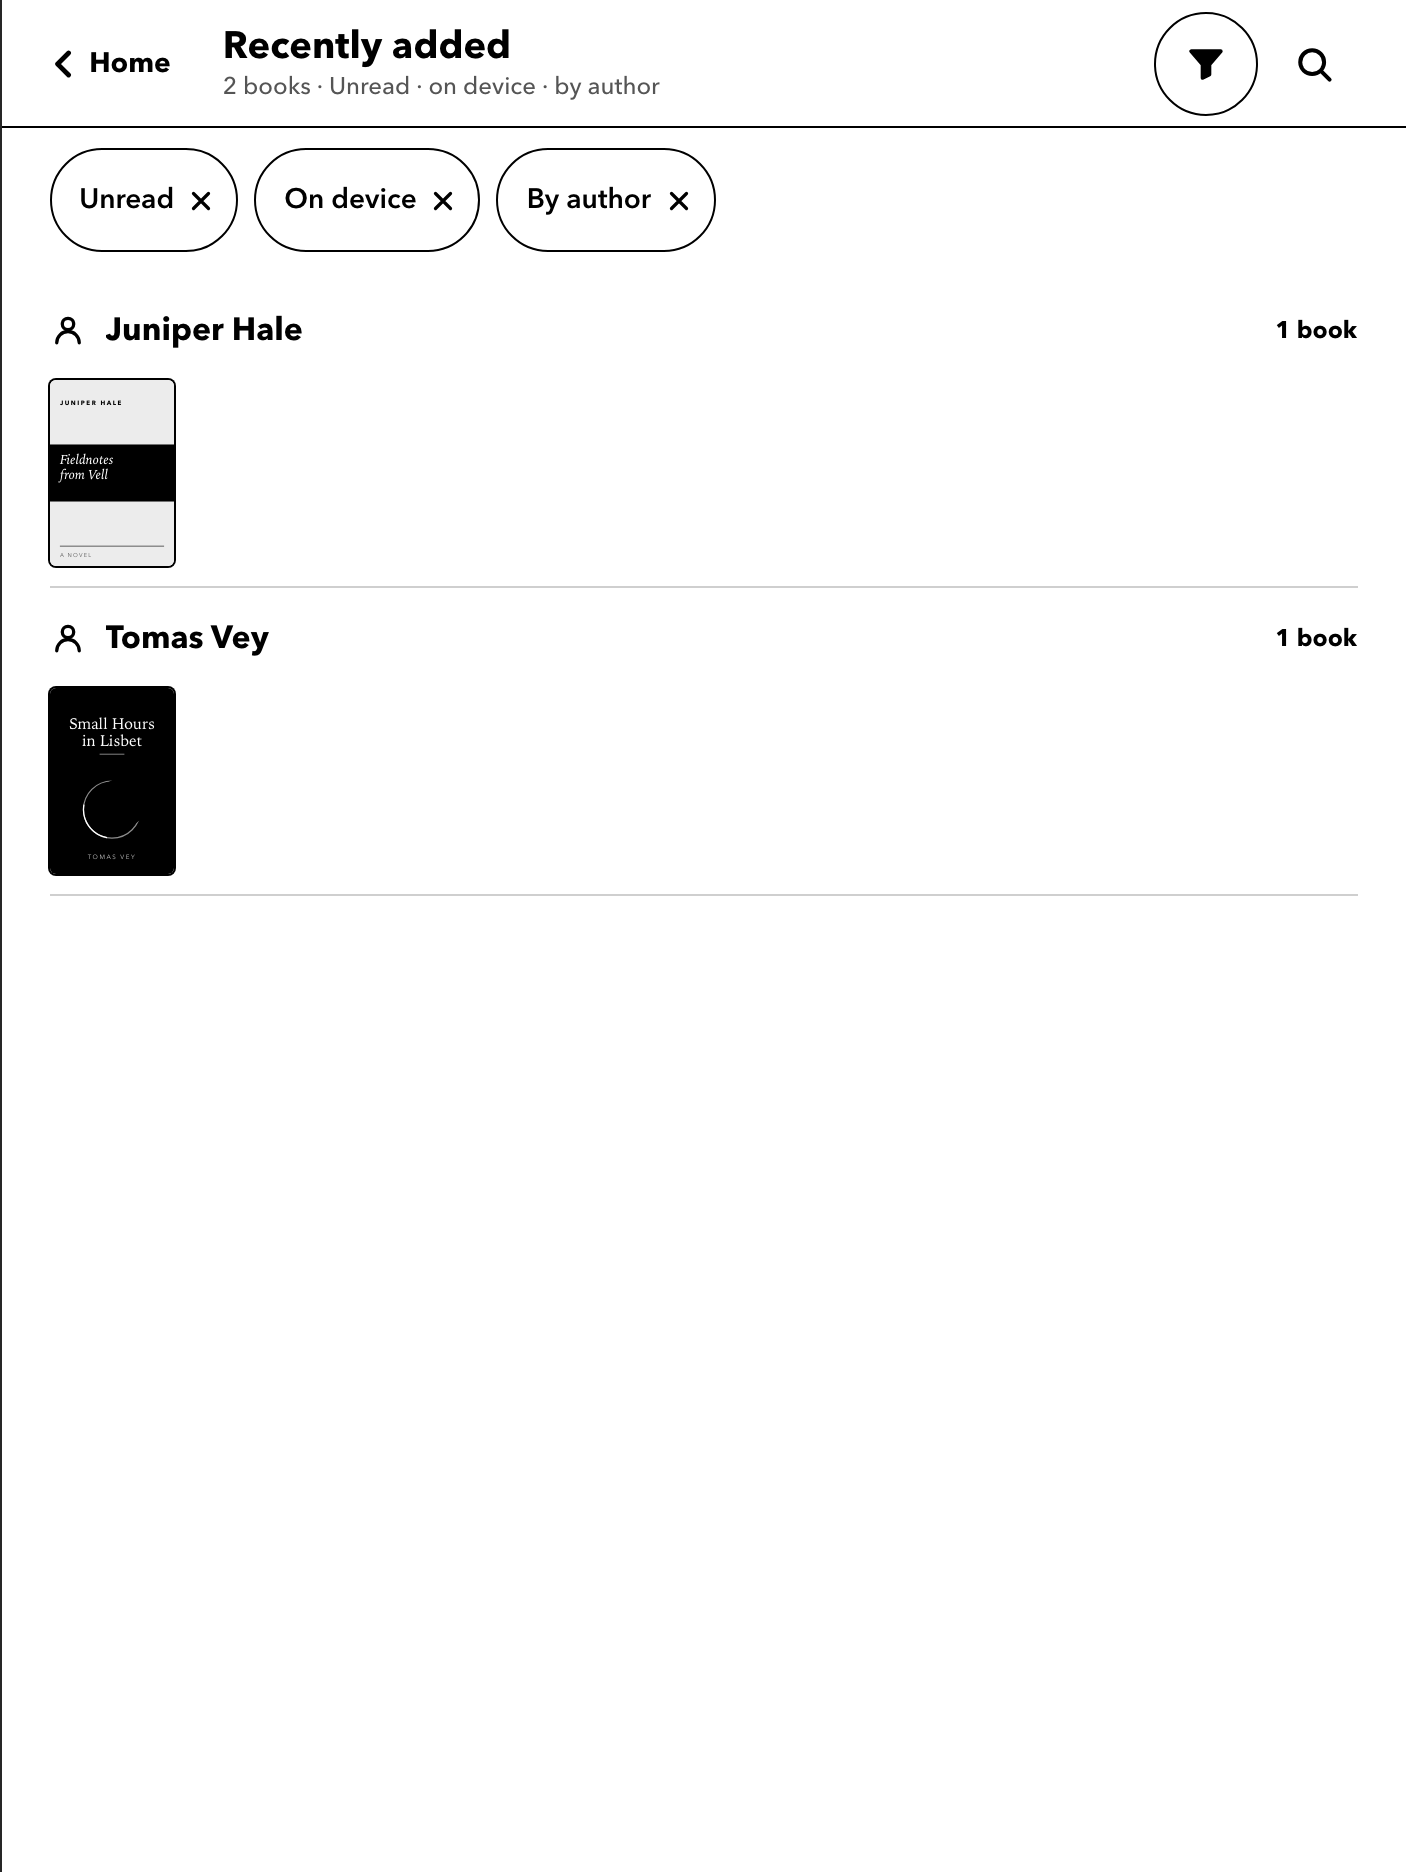 Home
Recently added
2 books · Unread · on device · by author
Unread
On device
By author
Juniper Hale
1 book
JUNIPER HALE
Fieldnotes
from Vell
A NOVEL
Tomas Vey
1 book
Small Hours
in Lisbet
TOMAS VEY